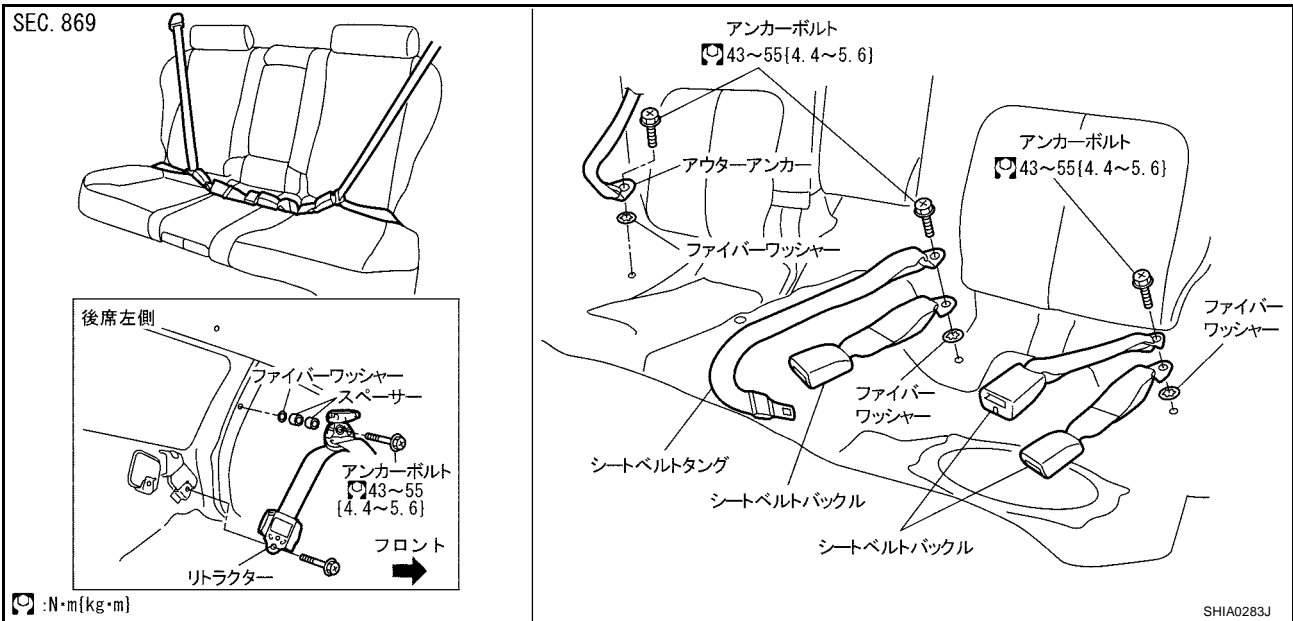 SEC. 869
後席左側
ファイバーワッシャー
スペーサー
アンカーボルト
43～55
{4.4～5.6}
フロント
リトラクター
:N・m{kg・m}
アンカーボルト
43～55{4.4～5.6}
アウターアンカー
ファイバーワッシャー
アンカーボルト
43～55{4.4～5.6}
ファイバー
ワッシャー
ファイバー
ワッシャー
シートベルトタング
シートベルトバックル
シートベルトバックル
SHIA0283J